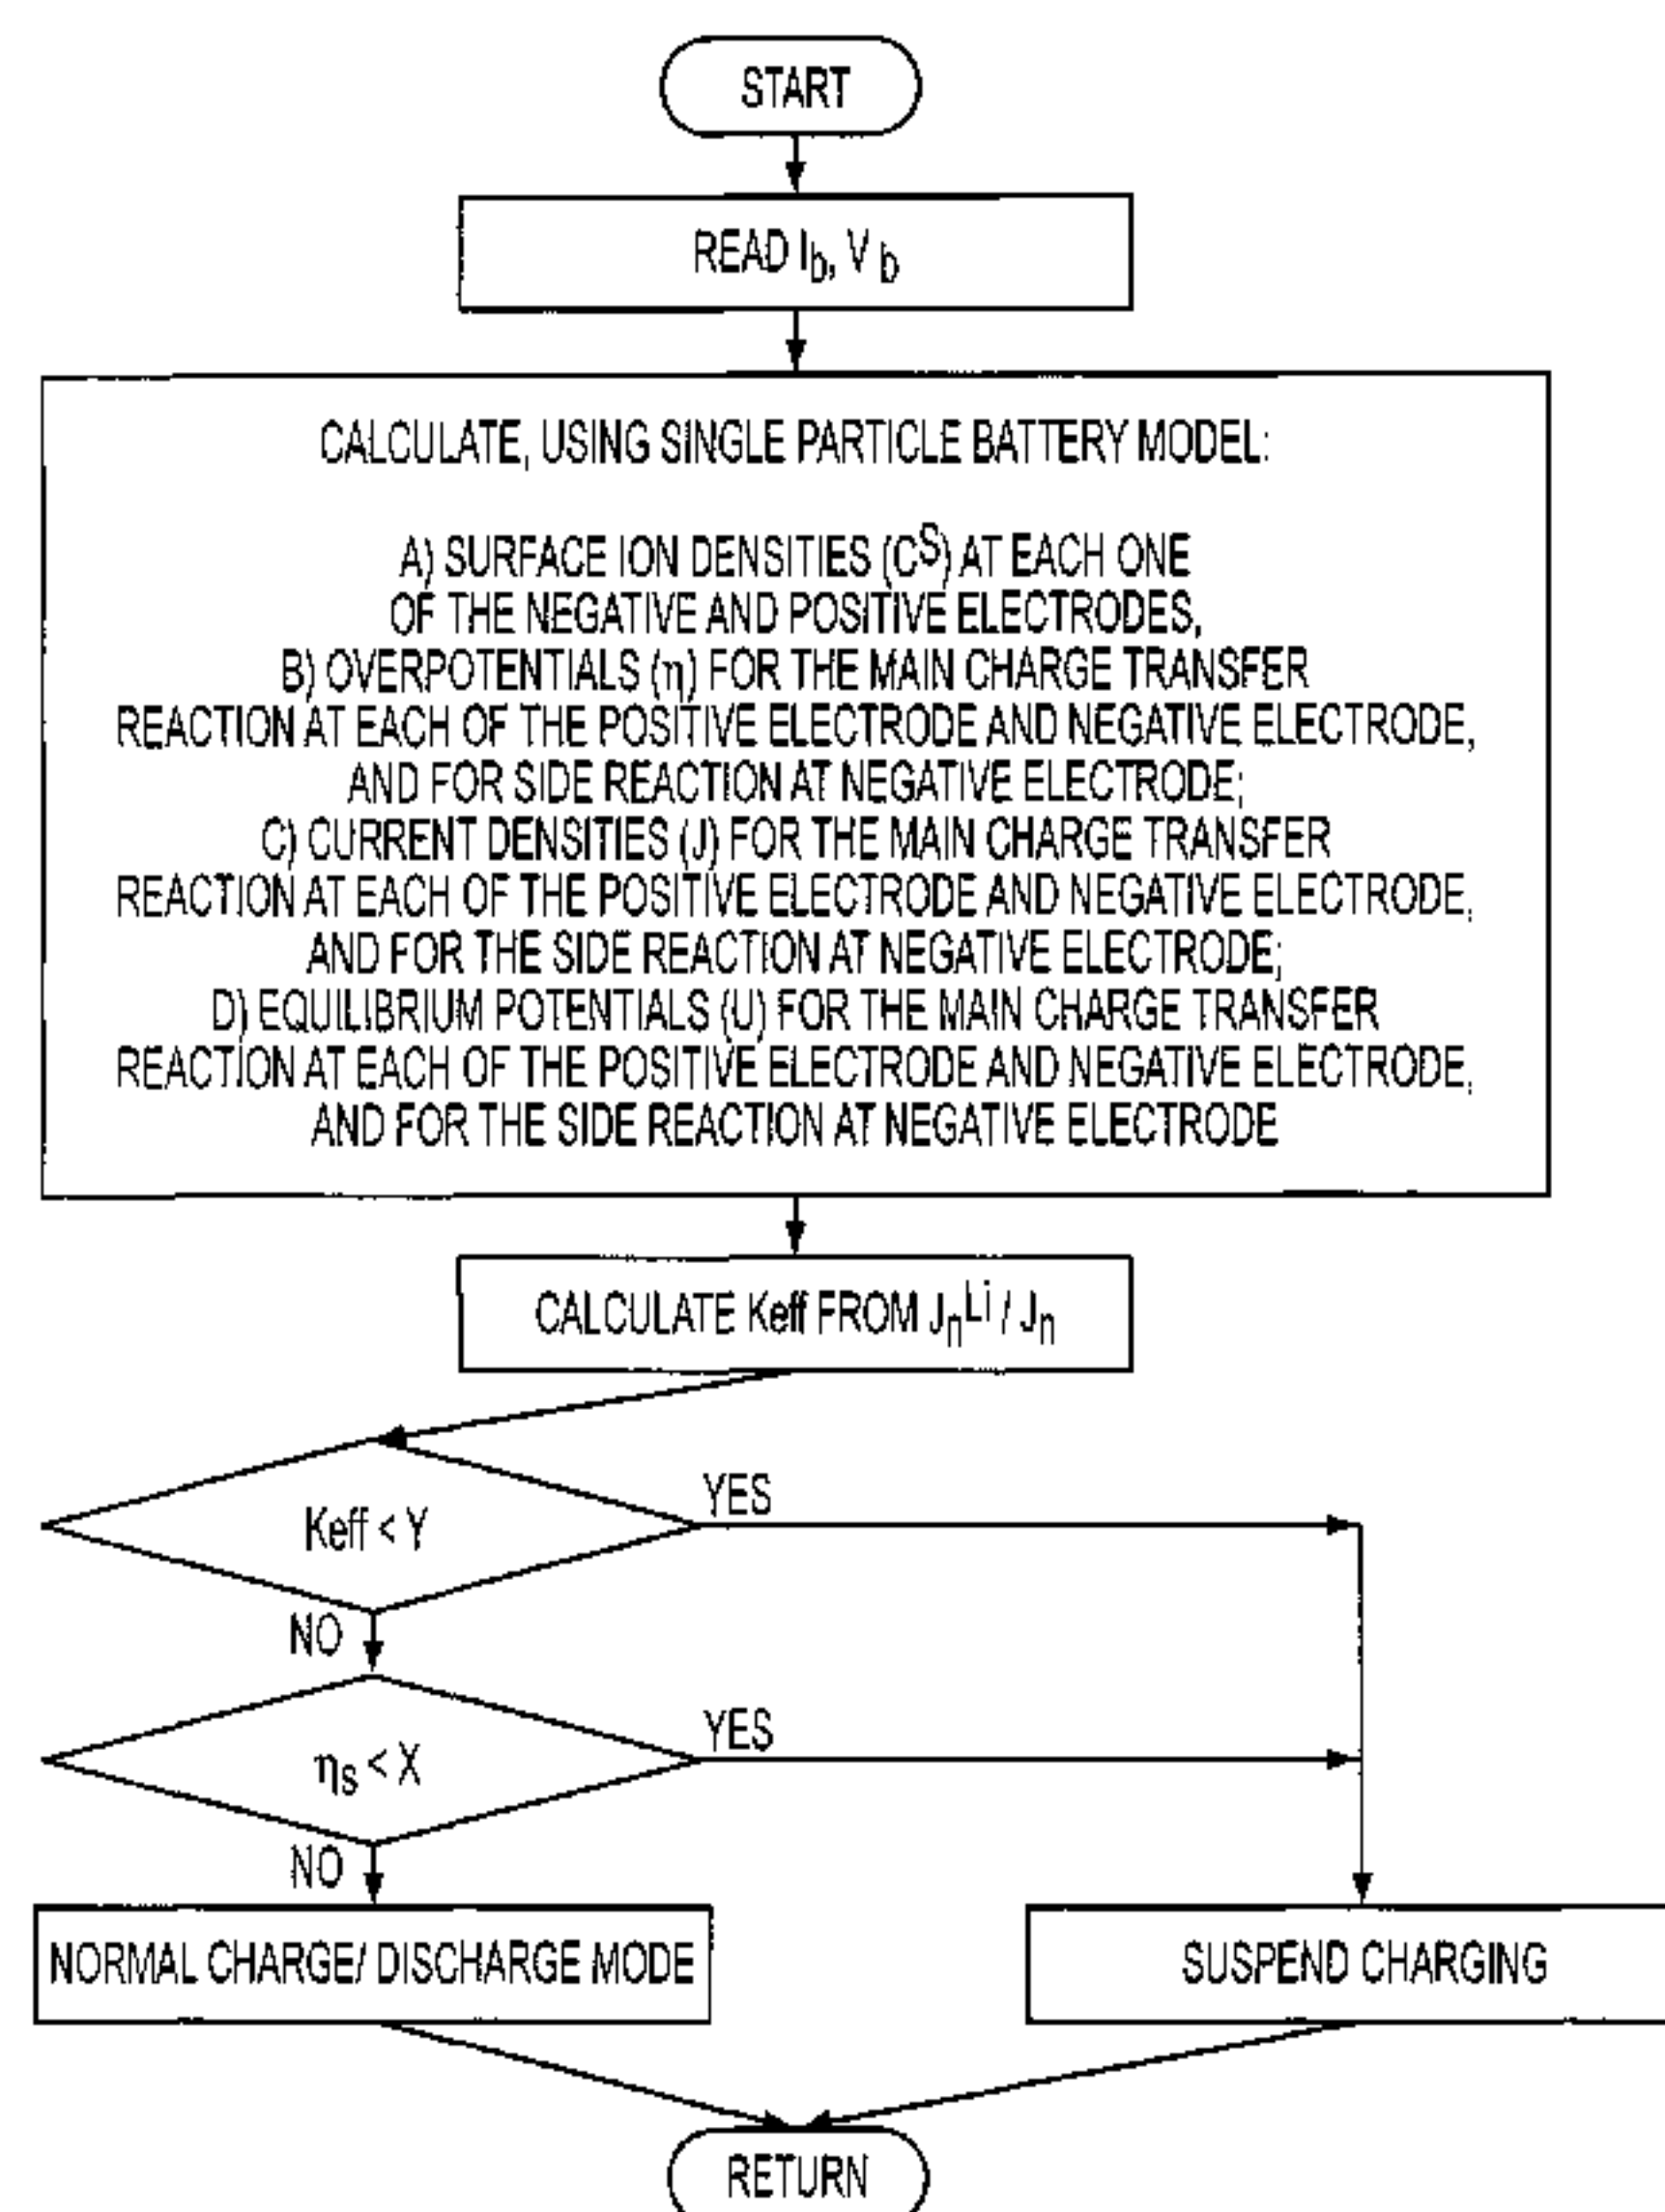 START
READ Ib, Vb
CALCULATE, USING SINGLE PARTICLE BATTERY MODEL:
A) SURFACE ION DENSITIES (C^S) AT EACH ONE
OF THE NEGATIVE AND POSITIVE ELECTRODES,
B) OVERPOTENTIALS (η) FOR THE MAIN CHARGE TRANSFER
REACTION AT EACH OF THE POSITIVE ELECTRODE AND NEGATIVE ELECTRODE,
AND FOR SIDE REACTION AT NEGATIVE ELECTRODE;
C) CURRENT DENSITIES (J) FOR THE MAIN CHARGE TRANSFER
REACTION AT EACH OF THE POSITIVE ELECTRODE AND NEGATIVE ELECTRODE,
AND FOR THE SIDE REACTION AT NEGATIVE ELECTRODE;
D) EQUILIBRIUM POTENTIALS (U) FOR THE MAIN CHARGE TRANSFER
REACTION AT EACH OF THE POSITIVE ELECTRODE AND NEGATIVE ELECTRODE,
AND FOR THE SIDE REACTION AT NEGATIVE ELECTRODE
CALCULATE Keff FROM Jn^Li / Jn
YES
Keff < Y
NO
YES
ηs < X
NO
NORMAL CHARGE/ DISCHARGE MODE
SUSPEND CHARGING
RETURN